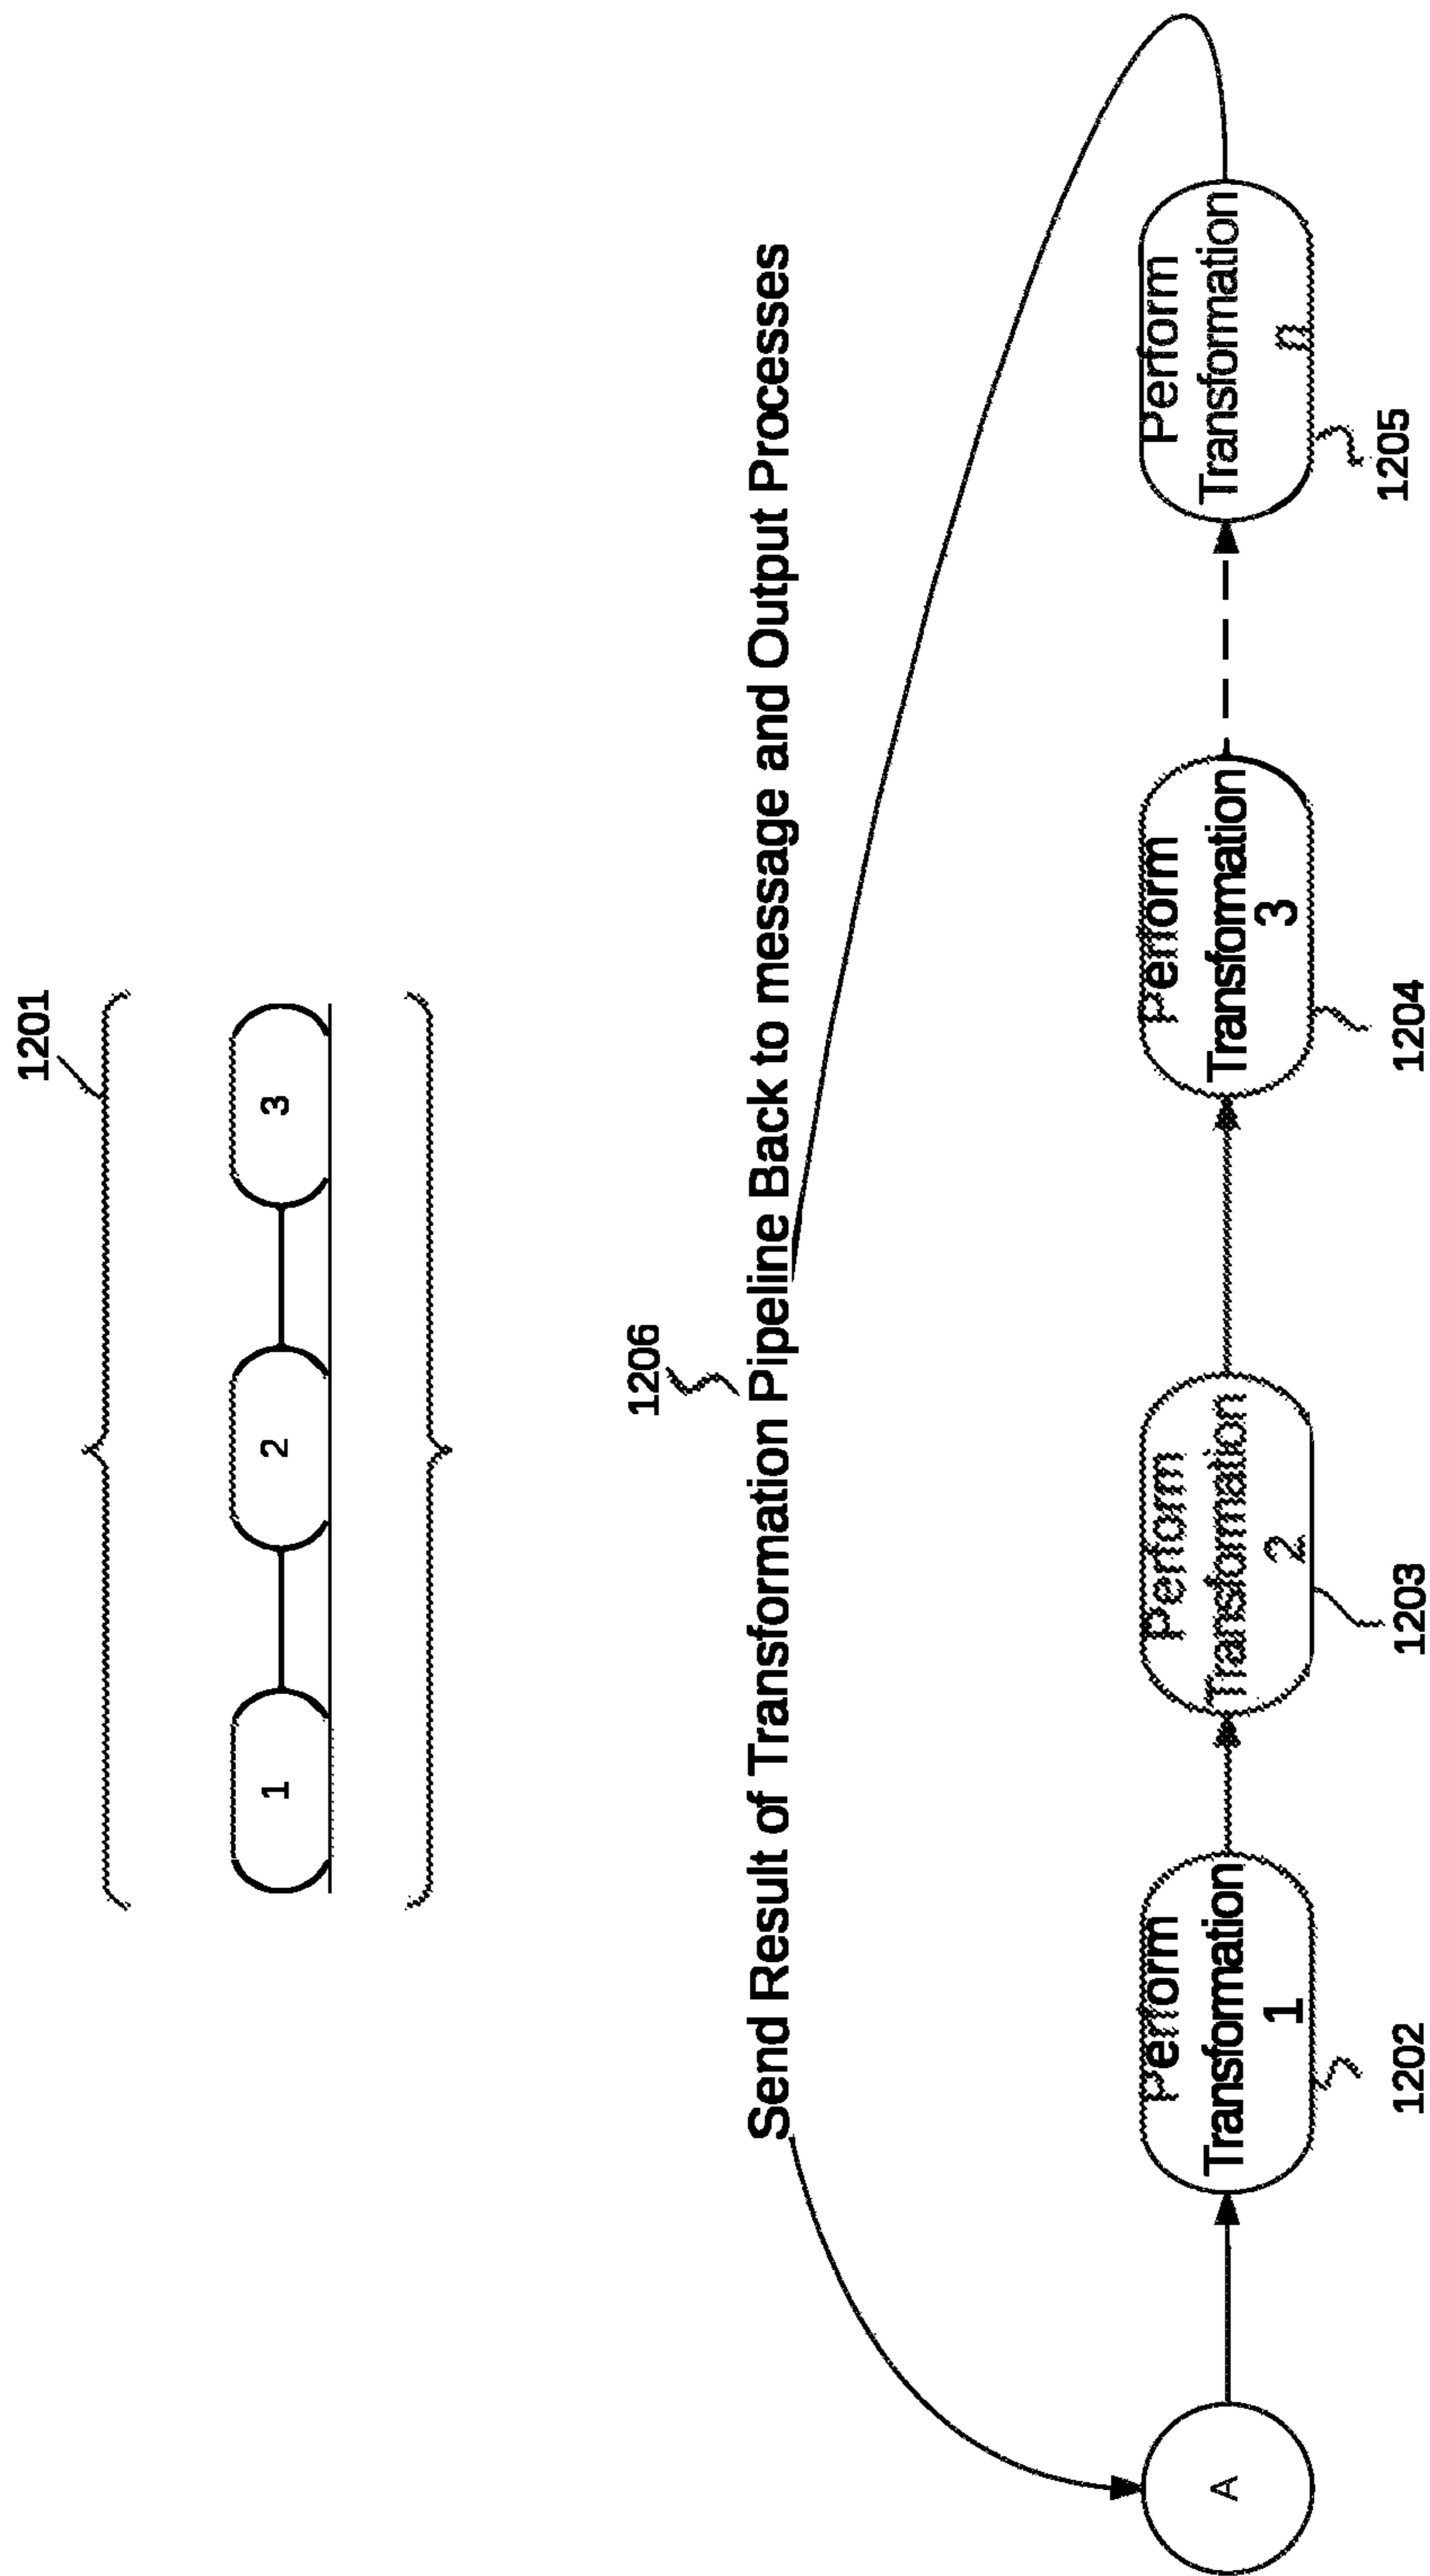 1201
1
2
3
1206
Send Result of Transformation Pipeline Back to message and Output Processes
A
Perform
Transformation
1
Perform
Transformation
2
Perform
Transformation
3
Perform
Transformation
n
1202
1203
1204
1205